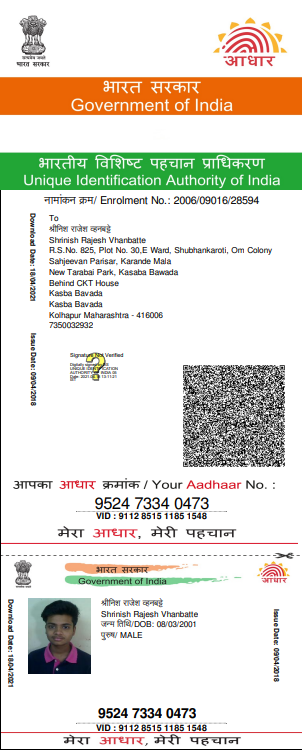 सत्यमेव जयते
भारत सरकार
आधार
भारत सरकार
Government of India
भारतीय विशिष्ट पहचान प्राधिकरण
Unique Identification Authority of India
नामांकन क्रम/ Enrolment No.: 2006/09016/28594
Download Date: 18/04/2021
Issue Date: 09/04/2018
To
श्रीनिश राजेश व्हनबट्टे
Shrinish Rajesh Vhanbatte
R.S.No. 825, Plot No. 30,E Ward, Shubhankaroti, Om Colony
Sahjeevan Parisar, Karande Mala
New Tarabai Park, Kasaba Bawada
Behind CKT House
Kasba Bavada
Kasba Bavada
Kolhapur Maharashtra - 416006
7350032932
Signature Not Verified
UNIQUE IDENTIFICATION
आपका आधार क्रमांक / Your Aadhaar No. :
9524 7334 0473
VID : 9112 8515 1185 1548
मेरा आधार, मेरी पहचान
भारत सरकार
Government of India
आधार
Download Date: 18/04/2021
श्रीनिश राजेश व्हनबट्टे
Shrinish Rajesh Vhanbatte
जन्म तिथि/DOB: 08/03/2001
पुरुष/ MALE
Issue Date: 09/04/2018
9524 7334 0473
VID : 9112 8515 1185 1548
मेरा आधार, मेरी पहचान